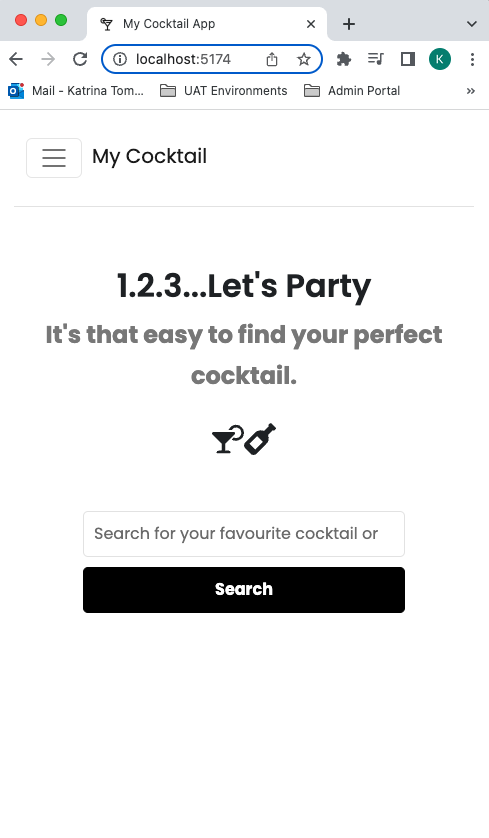 My Cocktail App
localhost:5174
K
Mail - Katrina Tom... UAT Environments Admin Portal »
My Cocktail
1.2.3...Let's Party
It's that easy to find your perfect
cocktail.
Search for your favourite cocktail or
Search